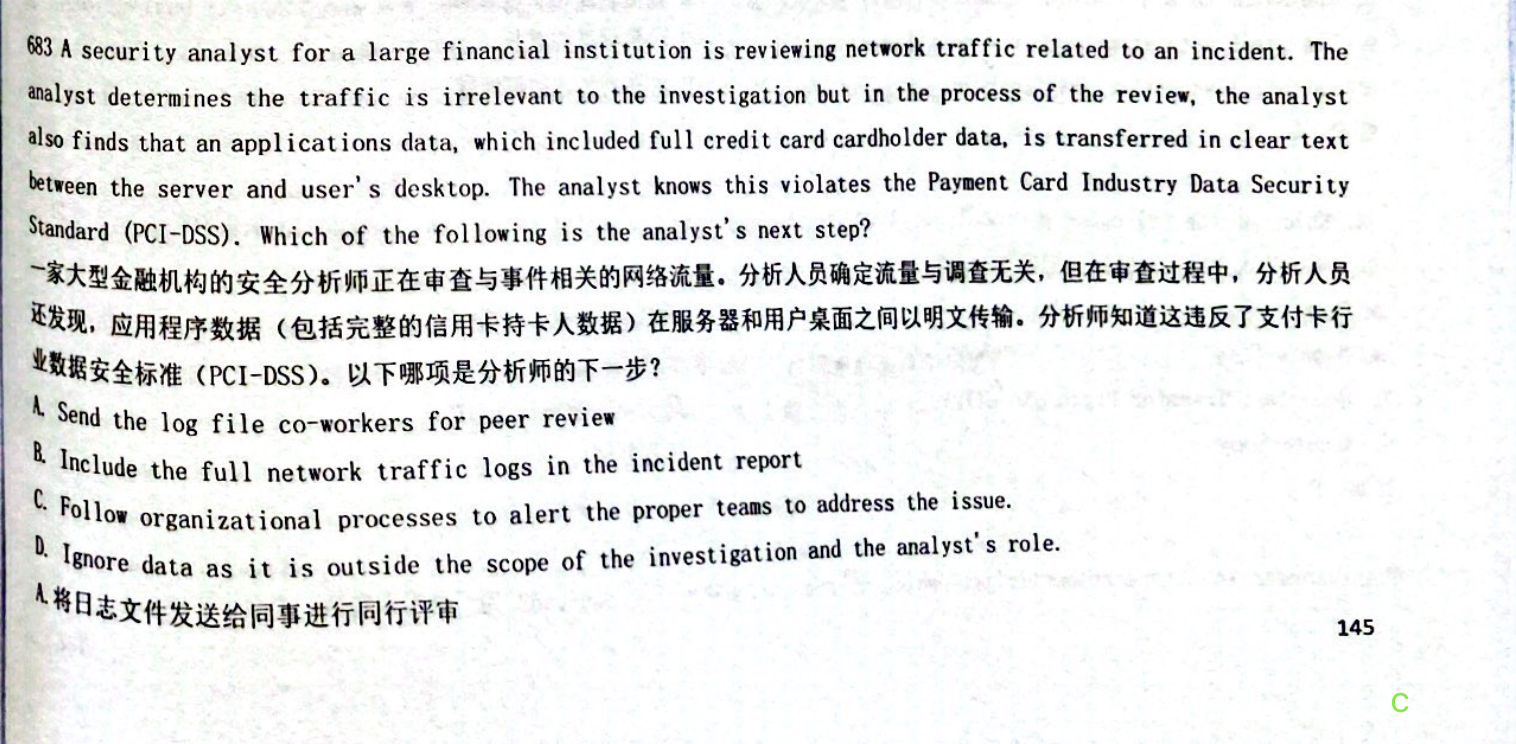 683 A security analyst for a large financial institution is reviewing network traffic related to an incident. The
analyst determines the traffic is irrelevant to the investigation but in the process of the review, the analyst
also finds that an applications data, which included full credit card cardholder data, is transferred in clear text
between the server and user's desktop. The analyst knows this violates the Payment Card Industry Data Security
Standard (PCI-DSS). Which of the following is the analyst's next step?
一家大型金融机构的安全分析师正在审查与事件相关的网络流量。分析人员确定流量与调查无关，但在审查过程中，分析人员
还发现，应用程序数据（包括完整的信用卡持卡人数据）在服务器和用户桌面之间以明文传输。分析师知道这违反了支付卡行
业数据安全标准（PCI-DSS）。以下哪项是分析师的下一步？
A. Send the log file co-workers for peer review
B. Include the full network traffic logs in the incident report
C. Follow organizational processes to alert the proper teams to address the issue.
D. Ignore data as it is outside the scope of the investigation and the analyst's role.
A.将日志文件发送给同事进行同行评审
145
C